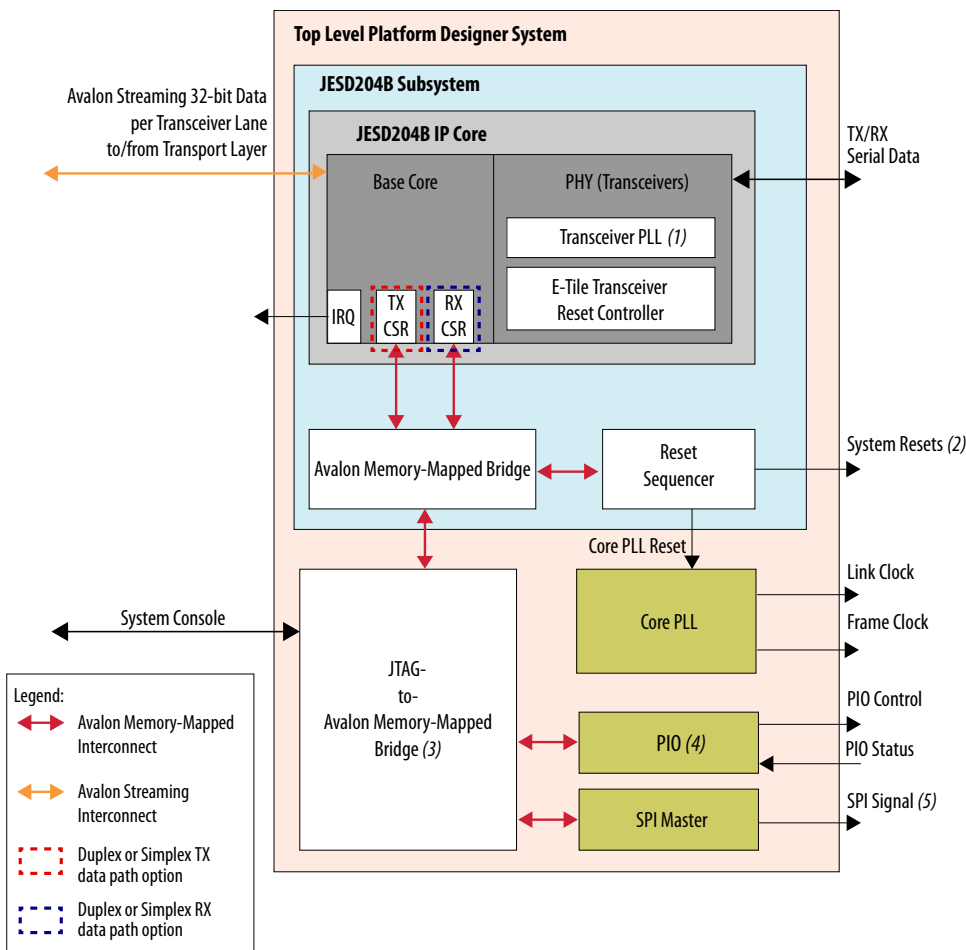 Top Level Platform Designer System
JESD204B Subsystem
Avalon Streaming 32-bit Data
per Transceiver Lane
to/from Transport Layer
JESD204B IP Core
TX/RX
Serial Data
Base Core
PHY (Transceivers)
Transceiver PLL (1)
E-Tile Transceiver
Reset Controller
IRQ
TX
CSR
RX
CSR
Avalon Memory-Mapped Bridge
Reset
Sequencer
System Resets (2)
Core PLL Reset
Link Clock
System Console
Core PLL
Frame Clock
JTAG-
to-
Avalon Memory-Mapped
Bridge (3)
PIO Control
PIO (4)
PIO Status
SPI Master
SPI Signal (5)
Legend:
Avalon Memory-Mapped
Interconnect
Avalon Streaming
Interconnect
Duplex or Simplex TX
data path option
Duplex or Simplex RX
data path option